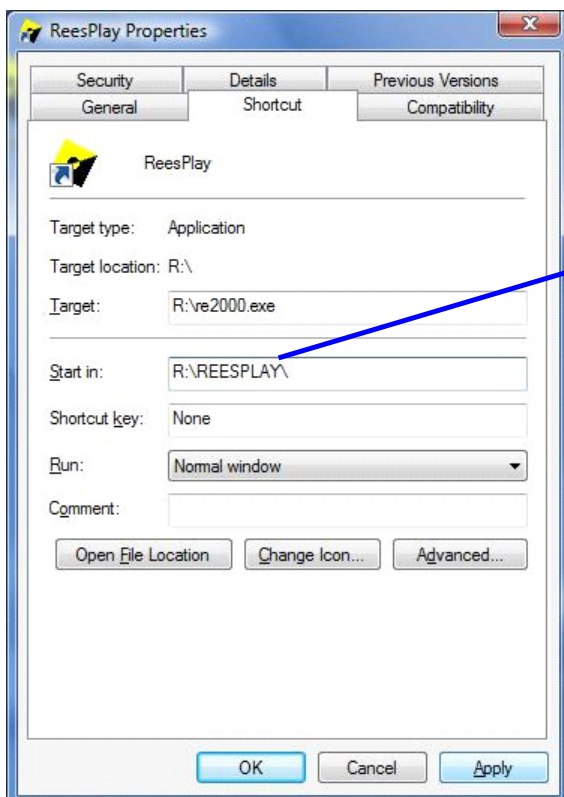 ReesPlay Properties
Security Details Previous Versions
General Shortcut Compatibility
ReesPlay
Target type: Application
Target location: R:\
Target: R:\re2000.exe
Start in: R:\REESPLAY\
Shortcut key: None
Run: Normal window
Comment:
Open File Location Change Icon... Advanced...
OK Cancel Apply